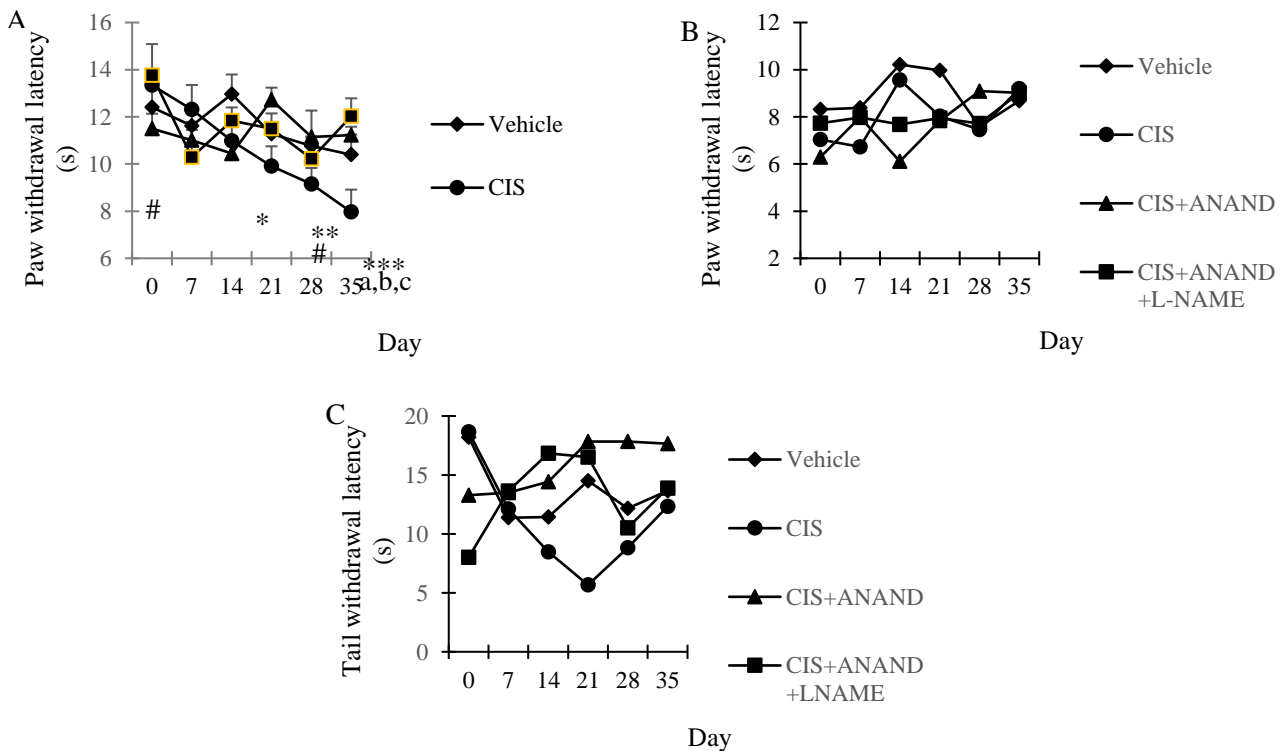 A
Paw withdrawal latency
(s)
16
14
12
10
8
6
#
*
**
#
***
a,b,c
0 7 14 21 28 35
Day
Vehicle
CIS
B
Paw withdrawal latency
(s)
12
10
8
6
4
2
0 7 14 21 28 35
Day
Vehicle
CIS
CIS+ANAND
CIS+ANAND
+L-NAME
C
Tail withdrawal latency
(s)
20
15
10
5
0
0 7 14 21 28 35
Day
Vehicle
CIS
CIS+ANAND
CIS+ANAND
+LNAME